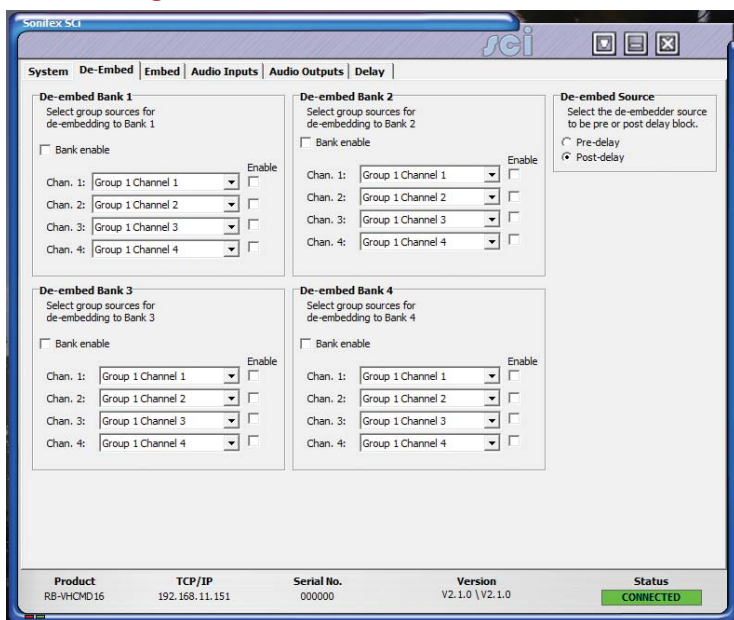 Sonifex SCi
sci
System De-Embed Embed Audio Inputs Audio Outputs Delay
De-embed Bank 1
Select group sources for
de-embedding to Bank 1
Bank enable
Enable
Chan. 1: Group 1 Channel 1
Chan. 2: Group 1 Channel 2
Chan. 3: Group 1 Channel 3
Chan. 4: Group 1 Channel 4
De-embed Bank 2
Select group sources for
de-embedding to Bank 2
Bank enable
Enable
Chan. 1: Group 1 Channel 1
Chan. 2: Group 1 Channel 2
Chan. 3: Group 1 Channel 3
Chan. 4: Group 1 Channel 4
De-embed Source
Select the de-embedder source
to be pre or post delay block.
Pre-delay
Post-delay
De-embed Bank 3
Select group sources for
de-embedding to Bank 3
Bank enable
Enable
Chan. 1: Group 1 Channel 1
Chan. 2: Group 1 Channel 2
Chan. 3: Group 1 Channel 3
Chan. 4: Group 1 Channel 4
De-embed Bank 4
Select group sources for
de-embedding to Bank 4
Bank enable
Enable
Chan. 1: Group 1 Channel 1
Chan. 2: Group 1 Channel 2
Chan. 3: Group 1 Channel 3
Chan. 4: Group 1 Channel 4
Product TCP/IP Serial No. Version Status
RB-VHCMD16 192.168.11.151 000000 V2.1.0 \ V2.1.0 CONNECTED